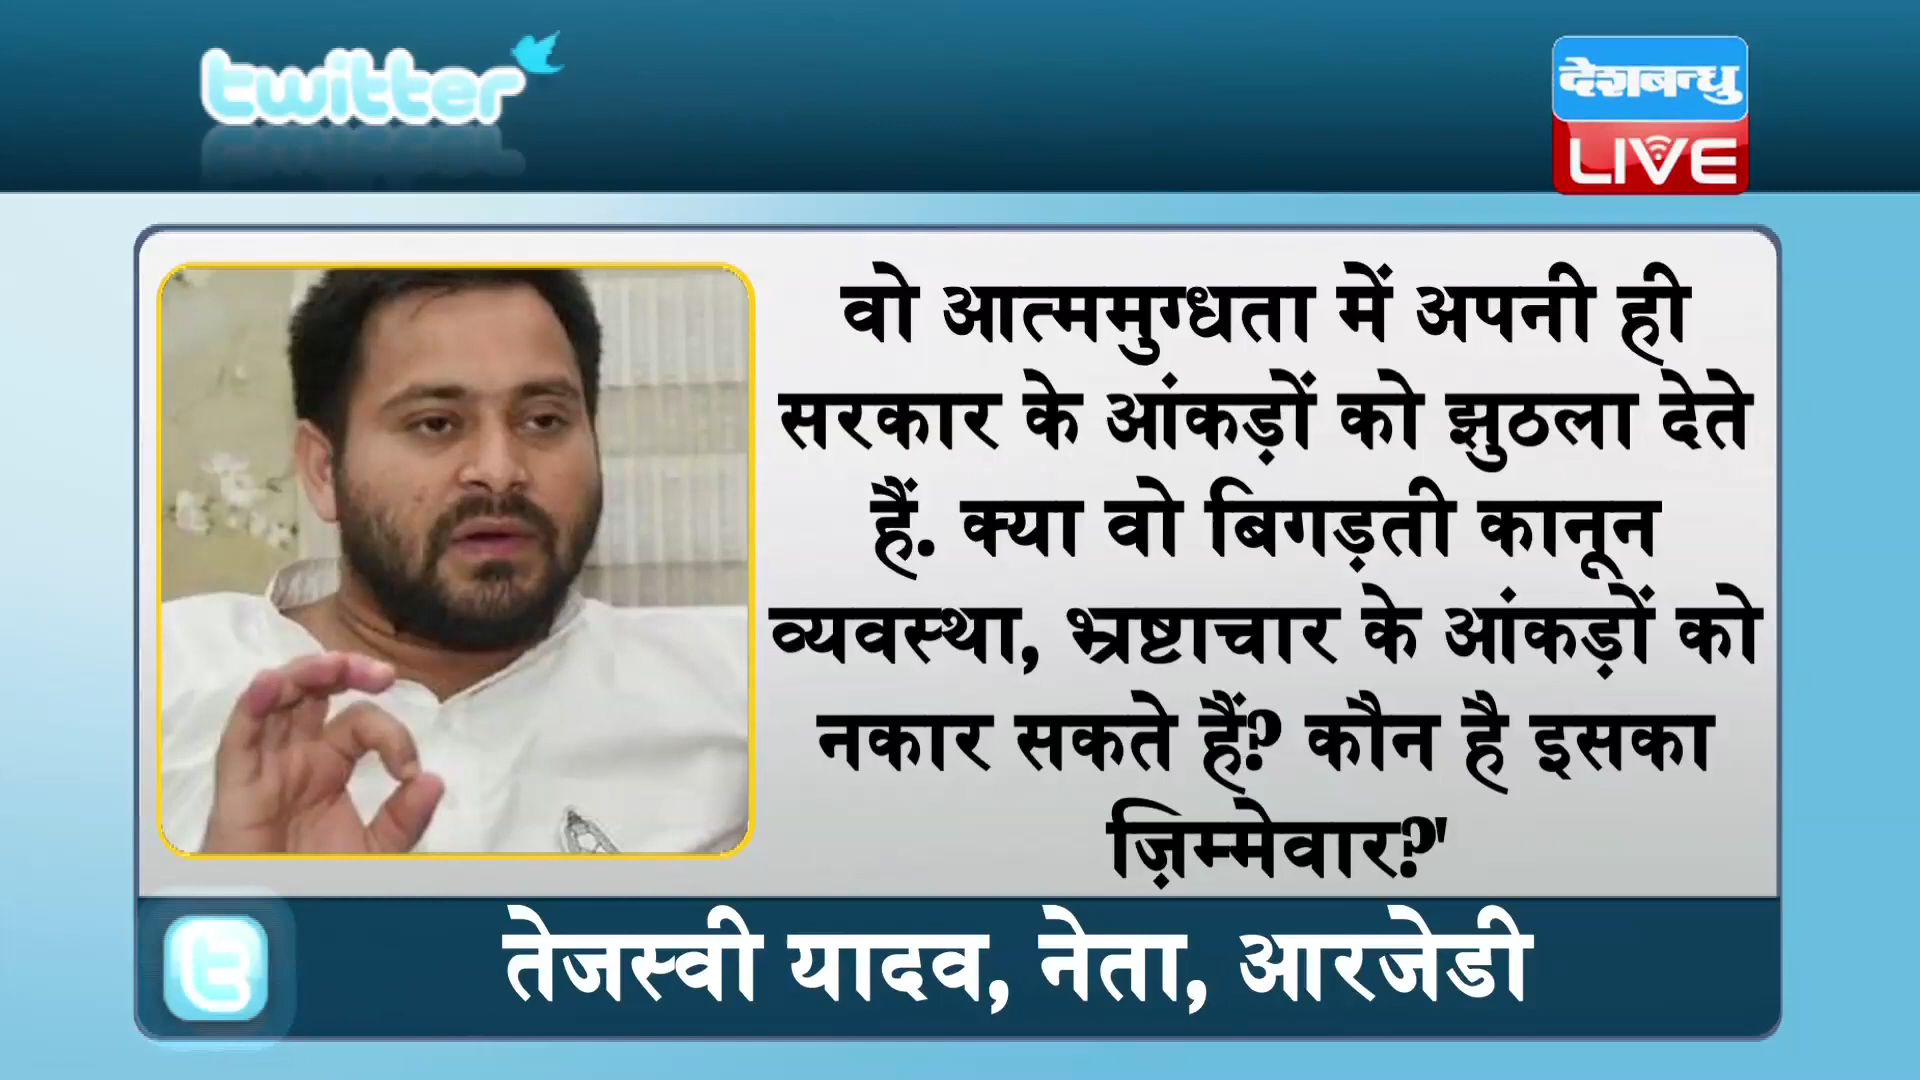 twitter
देशबन्धु
LIVE
वो आत्ममुग्धता में अपनी ही
सरकार के आंकड़ों को झुठला देते
हैं. क्या वो बिगड़ती कानून
व्यवस्था, भ्रष्टाचार के आंकड़ों को
नकार सकते हैं? कौन है इसका
ज़िम्मेवार?'
t
तेजस्वी यादव, नेता, आरजेडी